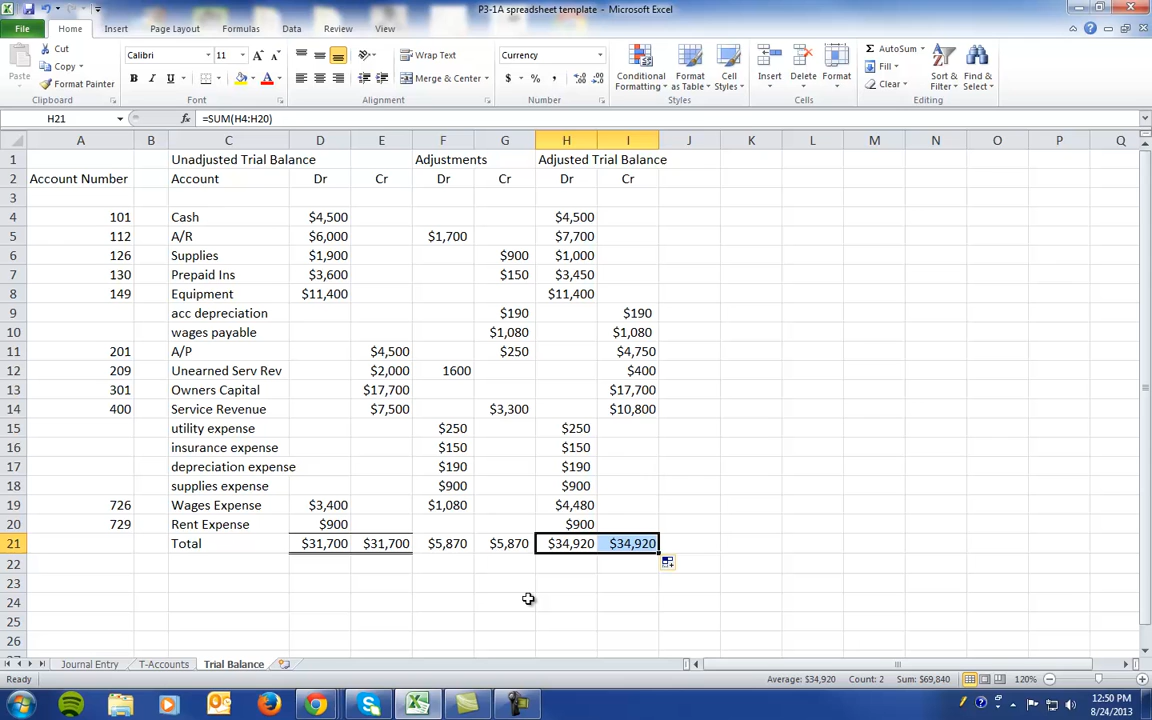 P3-1A spreadsheet template - Microsoft Excel
File Home Insert Page Layout Formulas Data Review View
Paste Cut Calibri 11 Wrap Text Currency Conditional Formatting Format as Table Cell Styles Insert Delete Format AutoSum Sort & Filter Find & Select
Copy Fill
Format Painter B I U Merge & Center $ % , Clear
Clipboard Font Alignment Number Styles Cells Editing
H21 fx =SUM(H4:H20)
A B C D E F G H I J K L M N O P Q
1 Unadjusted Trial Balance Adjustments Adjusted Trial Balance
2 Account Number Account Dr Cr Dr Cr Dr Cr
3
4 101 Cash $4,500 $4,500
5 112 A/R $6,000 $1,700 $7,700
6 126 Supplies $1,900 $900 $1,000
7 130 Prepaid Ins $3,600 $150 $3,450
8 149 Equipment $11,400 $11,400
9 acc depreciation $190 $190
10 wages payable $1,080 $1,080
11 201 A/P $4,500 $250 $4,750
12 209 Unearned Serv Rev $2,000 1600 $400
13 301 Owners Capital $17,700 $17,700
14 400 Service Revenue $7,500 $3,300 $10,800
15 utility expense $250 $250
16 insurance expense $150 $150
17 depreciation expense $190 $190
18 supplies expense $900 $900
19 726 Wages Expense $3,400 $1,080 $4,480
20 729 Rent Expense $900 $900
21 Total $31,700 $31,700 $5,870 $5,870 $34,920 $34,920
22
23
24
25
26
Journal Entry T-Accounts Trial Balance
Ready Average: $34,920 Count: 2 Sum: $69,840 120%
12:50 PM
8/24/2013